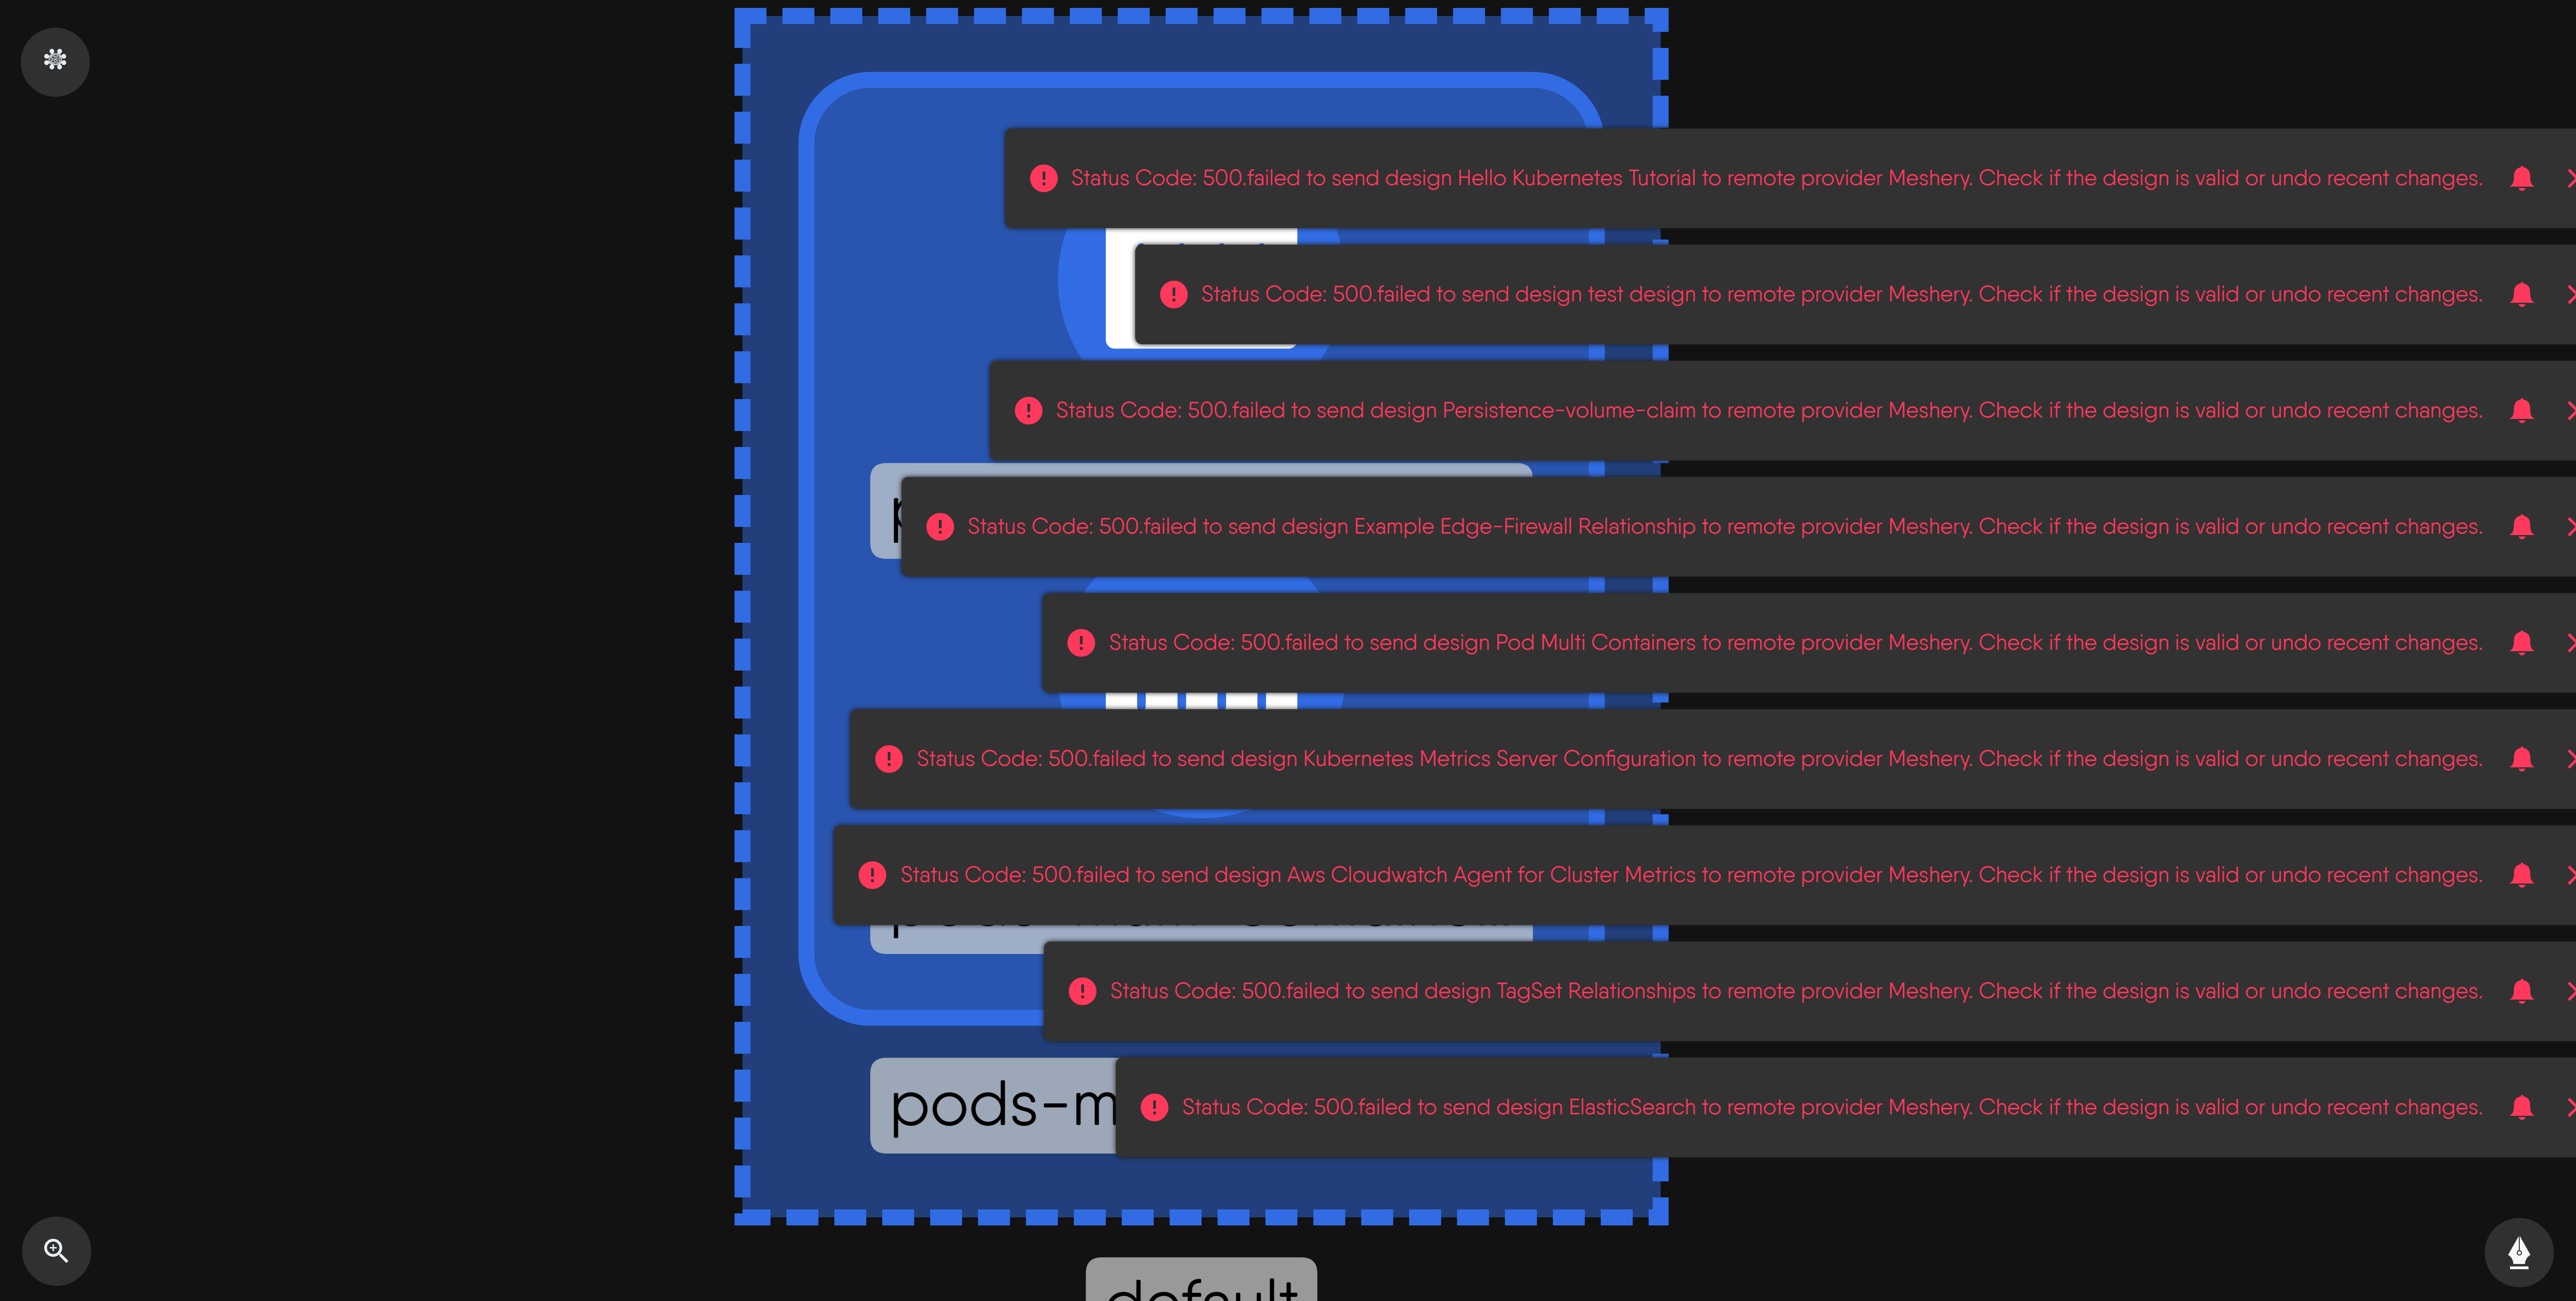 Status Code: 500.failed to send design Hello Kubernetes Tutorial to remote provider Meshery. Check if the design is valid or undo recent changes.
Status Code: 500.failed to send design test design to remote provider Meshery. Check if the design is valid or undo recent changes.
Status Code: 500.failed to send design Persistence-volume-claim to remote provider Meshery. Check if the design is valid or undo recent changes.
Status Code: 500.failed to send design Example Edge-Firewall Relationship to remote provider Meshery. Check if the design is valid or undo recent changes.
Status Code: 500.failed to send design Pod Multi Containers to remote provider Meshery. Check if the design is valid or undo recent changes.
Status Code: 500.failed to send design Kubernetes Metrics Server Configuration to remote provider Meshery. Check if the design is valid or undo recent changes.
Status Code: 500.failed to send design Aws Cloudwatch Agent for Cluster Metrics to remote provider Meshery. Check if the design is valid or undo recent changes.
Status Code: 500.failed to send design TagSet Relationships to remote provider Meshery. Check if the design is valid or undo recent changes.
pods-m
Status Code: 500.failed to send design ElasticSearch to remote provider Meshery. Check if the design is valid or undo recent changes.
default